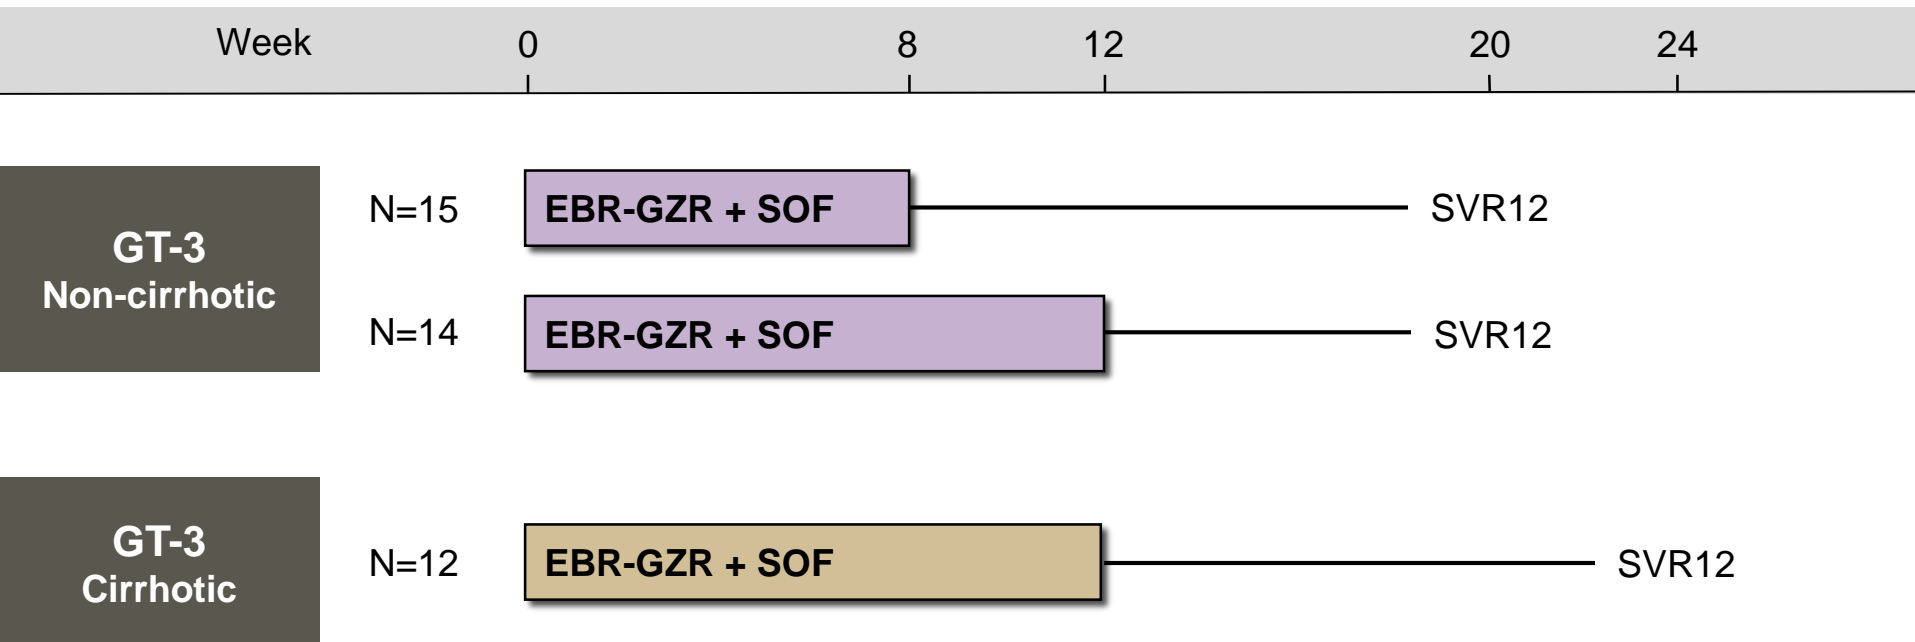 Week 0 8 12 20 24
GT-3
Non-cirrhotic
N=15 EBR-GZR + SOF SVR12
N=14 EBR-GZR + SOF SVR12
GT-3
Cirrhotic
N=12 EBR-GZR + SOF SVR12